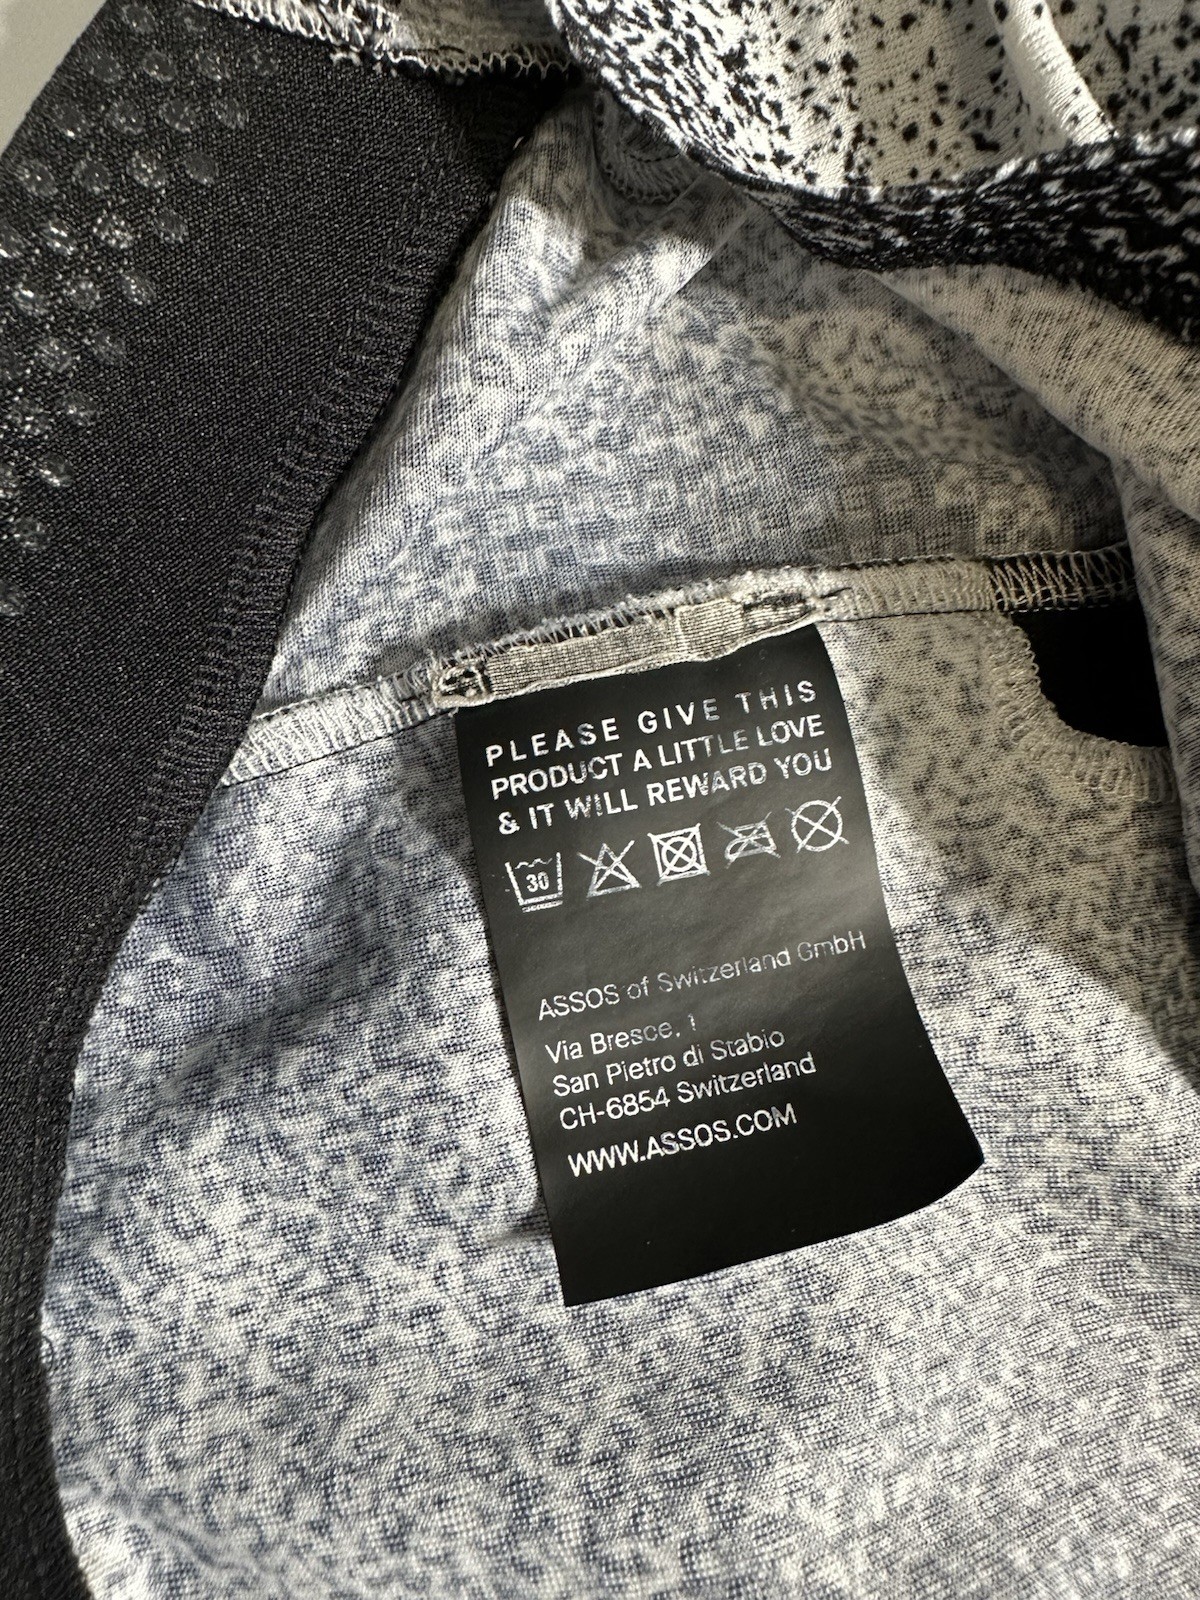 PLEASE GIVE THIS
PRODUCT A LITTLE LOVE
& IT WILL REWARD YOU
30
ASSOS of Switzerland GmbH
Via Bresce, 1
San Pietro di Stabio
CH-6854 Switzerland
WWW.ASSOS.COM